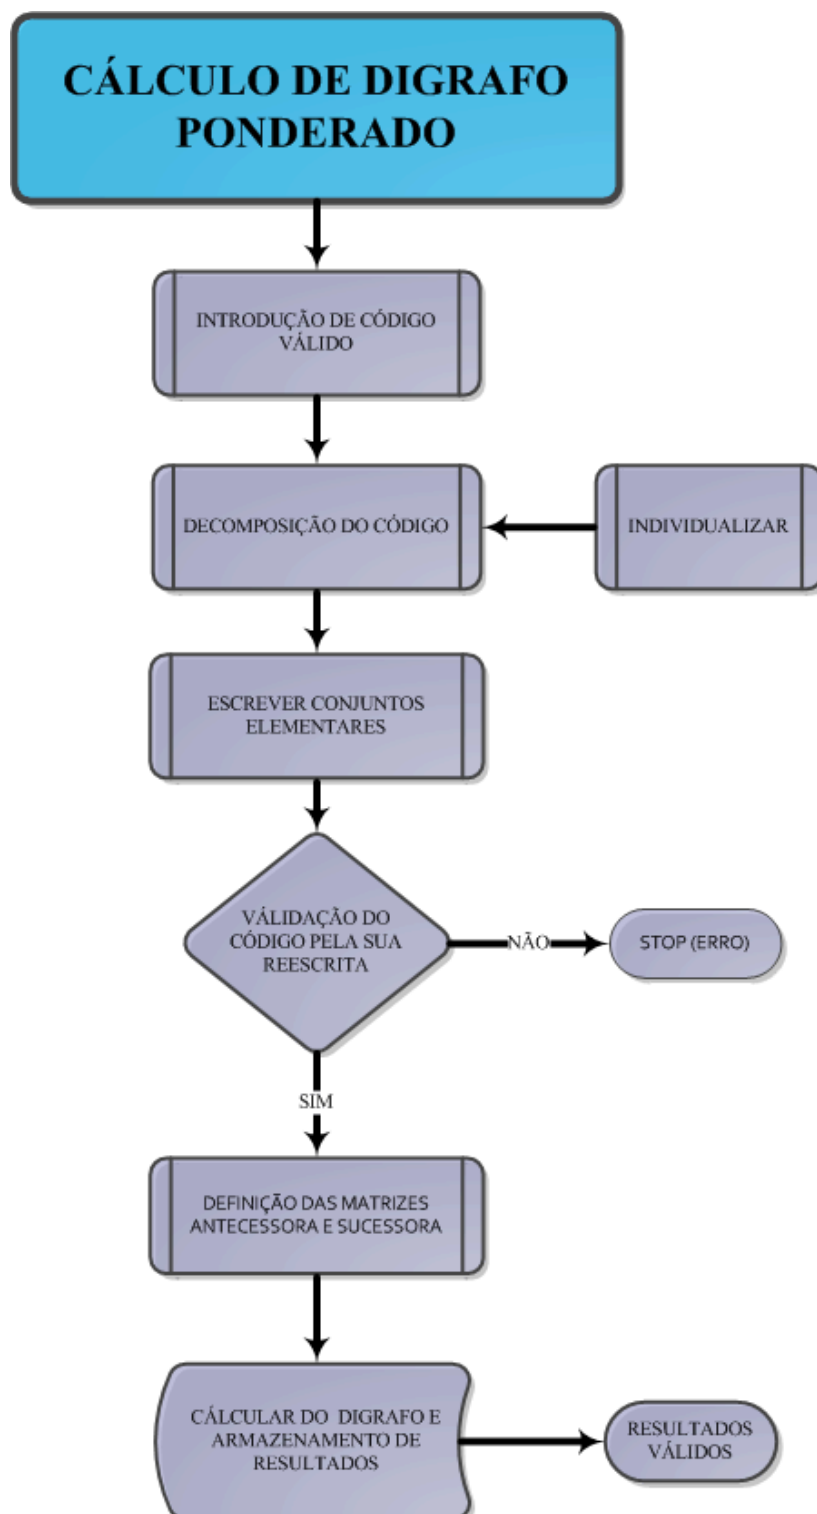 CÁLCULO DE DIGRAFO
PONDERADO
INTRODUÇÃO DE CÓDIGO
VÁLIDO
DECOMPOSIÇÃO DO CÓDIGO
INDIVIDUALIZAR
ESCREVER CONJUNTOS
ELEMENTARES
VÁLIDAÇÃO DO
CÓDIGO PELA SUA
REESCRITA
NÃO
STOP (ERRO)
SIM
DEFINIÇÃO DAS MATRIZES
ANTECESSORA E SUCESSORA
CÁLCULAR DO DIGRAFO E
ARMAZENAMENTO DE
RESULTADOS
RESULTADOS
VÁLIDOS